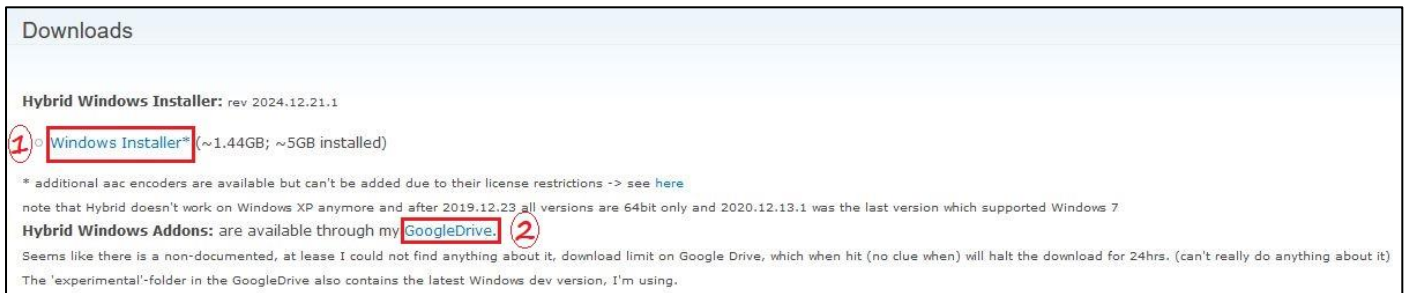 Downloads
Hybrid Windows Installer: rev 2024.12.21.1
1 ○ Windows Installer* (~1.44GB; ~5GB installed)
* additional aac encoders are available but can't be added due to their license restrictions -> see here
note that Hybrid doesn't work on Windows XP anymore and after 2019.12.23 all versions are 64bit only and 2020.12.13.1 was the last version which supported Windows 7
Hybrid Windows Addons: are available through my GoogleDrive. 2
Seems like there is a non-documented, at lease I could not find anything about it, download limit on Google Drive, which when hit (no clue when) will halt the download for 24hrs. (can't really do anything about it)
The 'experimental'-folder in the GoogleDrive also contains the latest Windows dev version, I'm using.